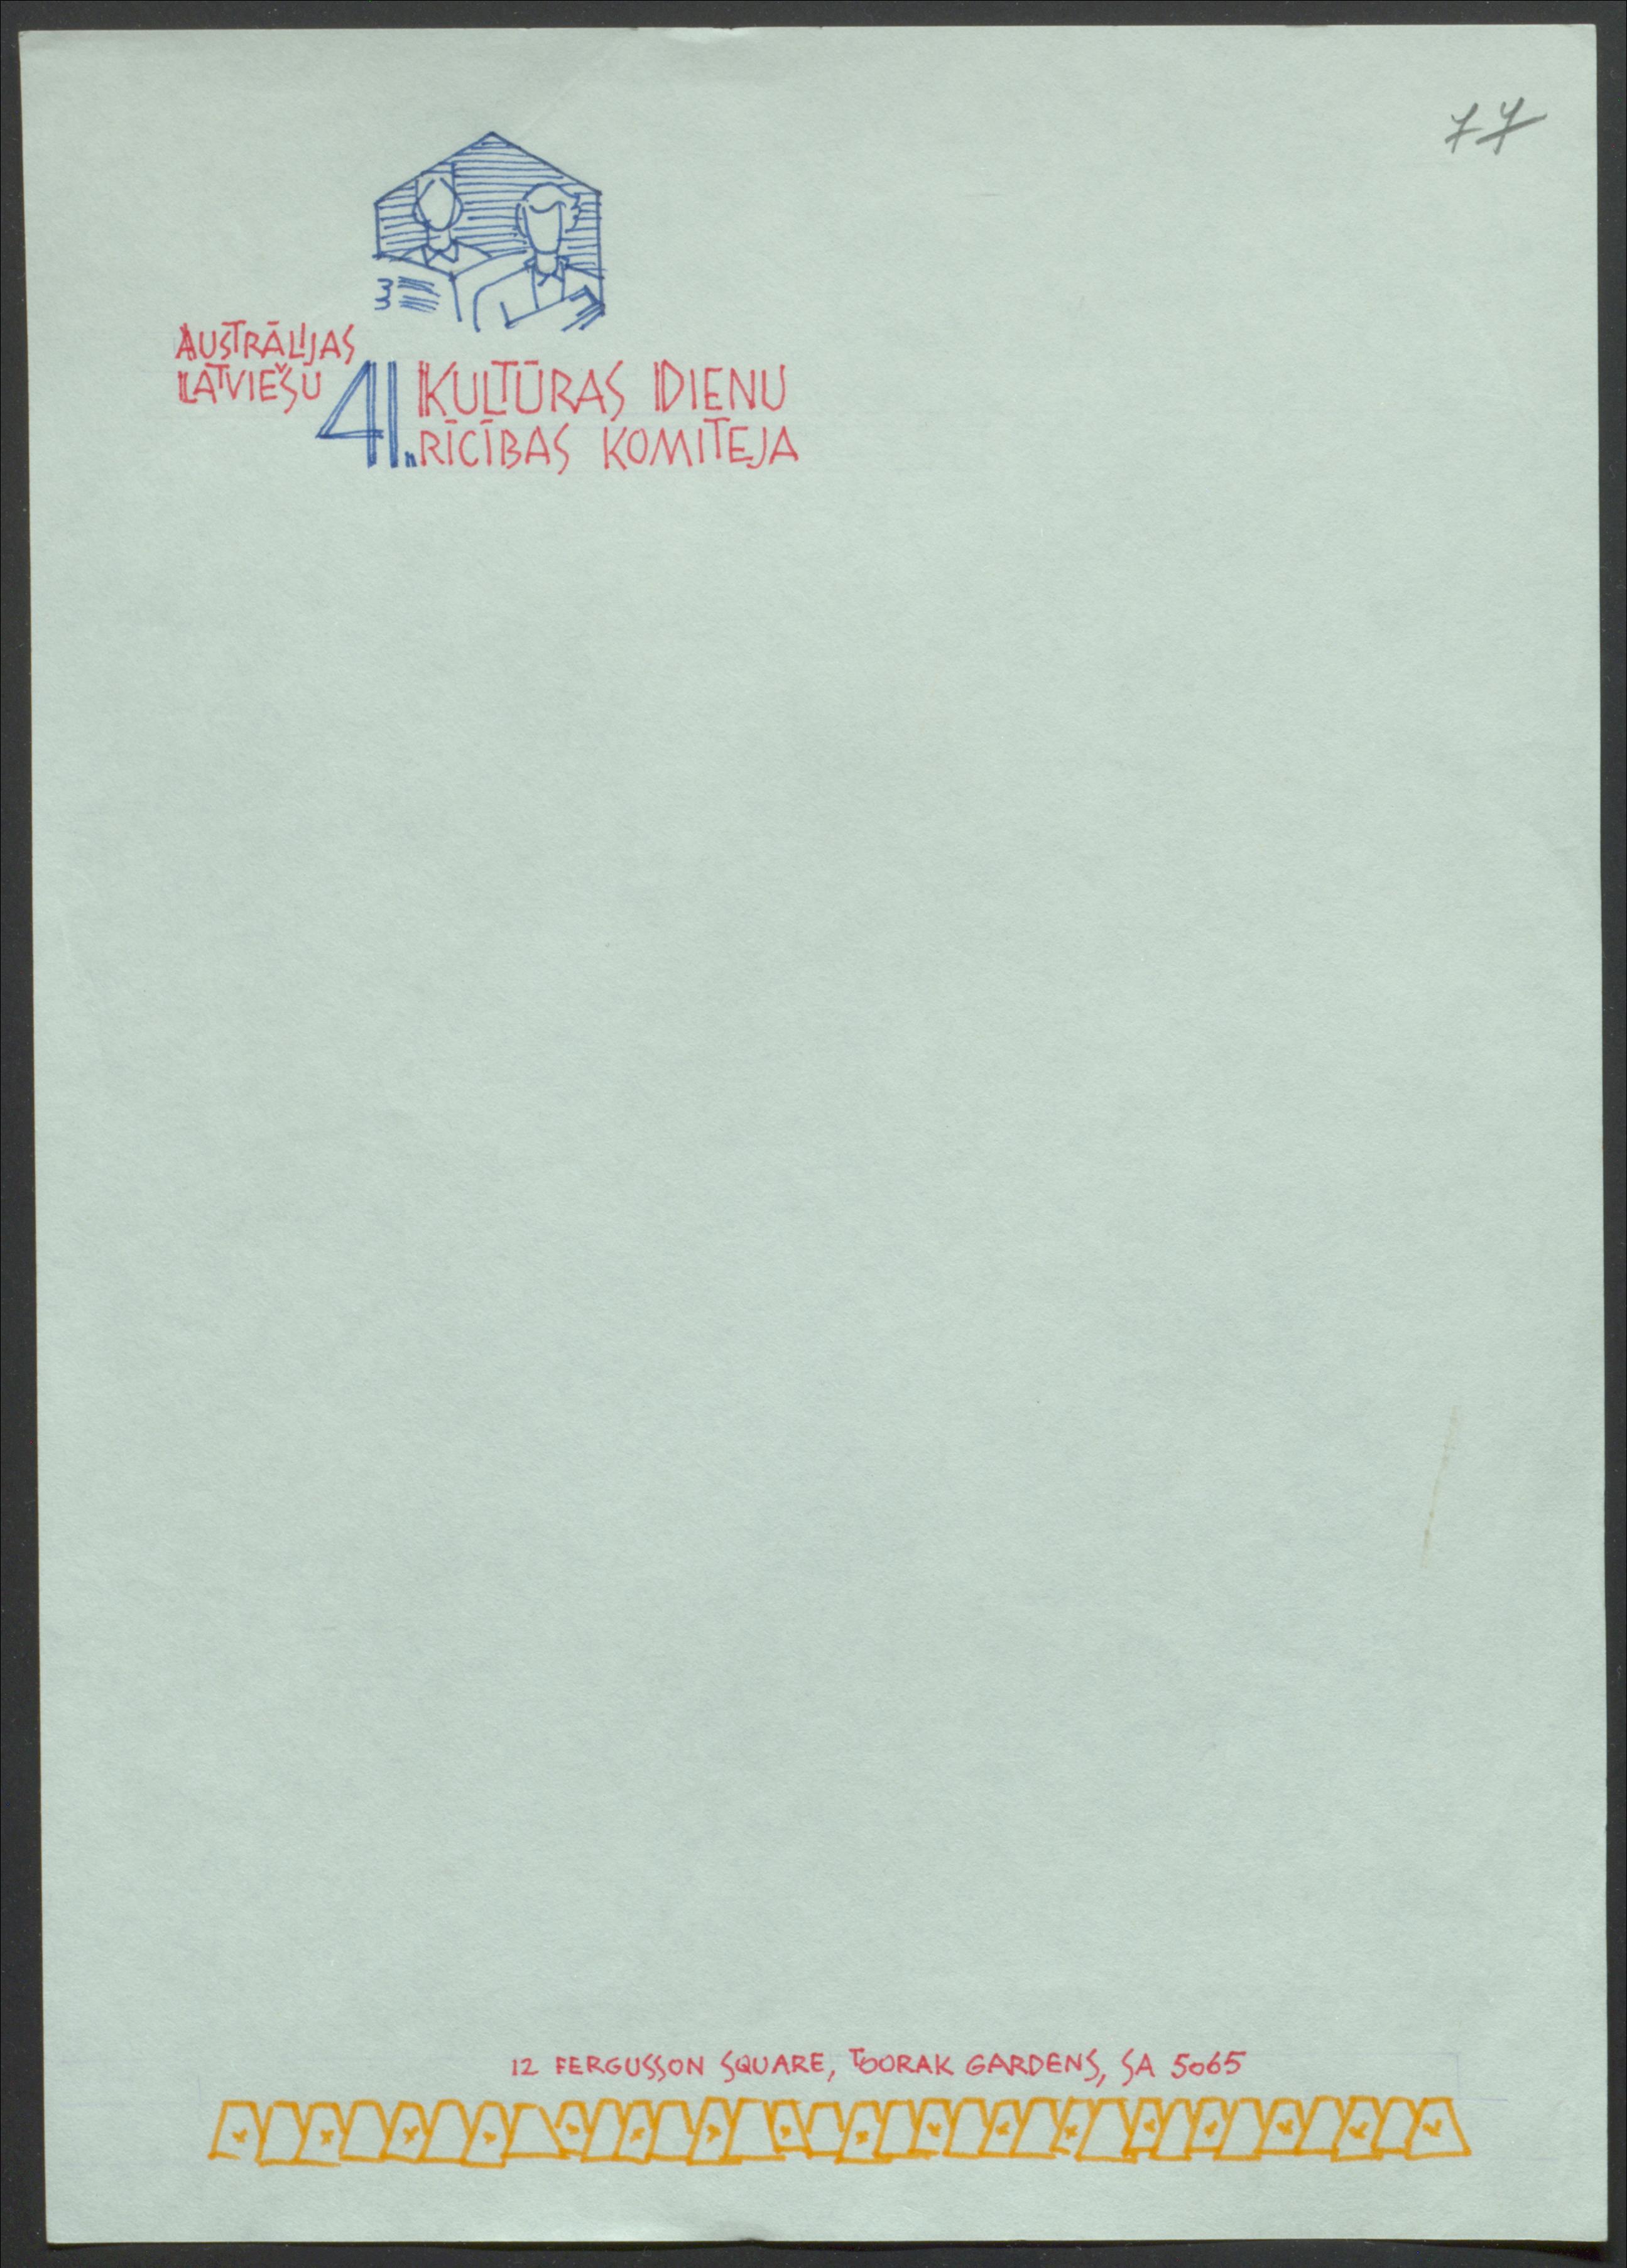 77
AUSTRĀLIJAS
LATVIEŠU 41. KULTŪRAS DIENU
RĪCĪBAS KOMITEJA
12 FERGUSSON SQUARE, TOORAK GARDENS, SA 5065